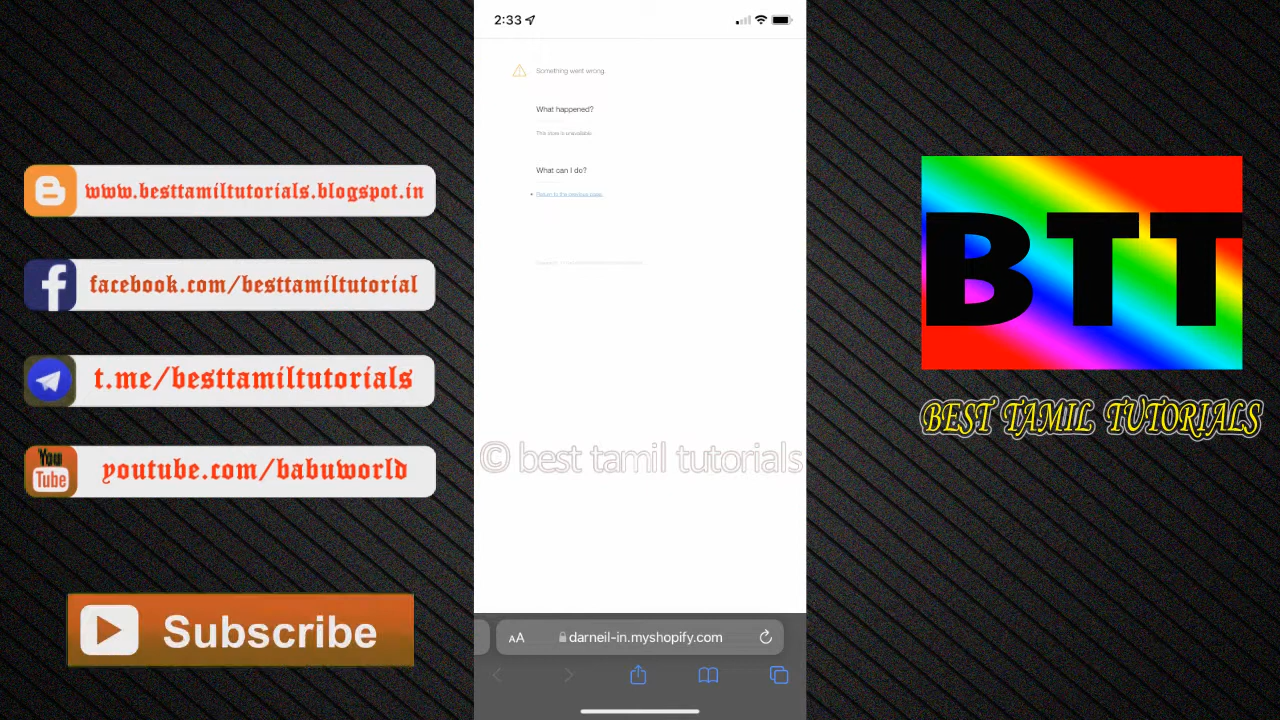 www.besttamiltutorials.blogspot.in
facebook.com/besttamiltutorial
t.me/besttamiltutorials
You
Tube
youtube.com/babuworld
Subscribe
2:33
Something went wrong.
What happened?
This store is unavailable
What can I do?
Return to the previous page.
© best tamil tutorials
AA
darneil-in.myshopify.com
BTT
BEST TAMIL TUTORIALS